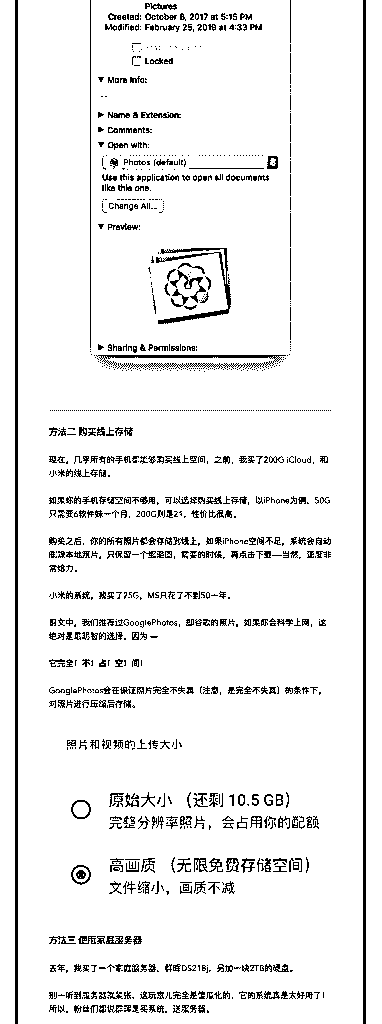 Pictures
Created: October 8, 2017 at 5:15 PM
Modified: February 25, 2019 at 4:33 PM
Locked
▼ More Info:
--
▶ Name & Extension:
▶ Comments:
▼ Open with:
Photos (default)
Use this application to open all documents
like this one.
Change All...
▼ Preview:
▶ Sharing & Permissions:
方法二 购买线上存储
现在，几乎所有的手机都能够购买线上空间，之前，我买了200G iCloud，和
小米的线上存储。
如果你的手机存储空间不够用，可以选择购买线上存储，以iPhone为例，50G
只需要6软件妹一个月，200G则是21，性价比很高。
购买之后，你的所有照片都会存储到线上，如果iPhone空间不足，系统会自动
本地照片，只保留一个缩略图，需要的时候，再点击下载——当然，速度非
常给力。
小米的系统，我买了25G，MS只花了不到50一年。
前文中，我们推荐过GooglePhotos，即谷歌的照片，如果你会科学上网，这
绝对是最明智的选择。因为 —
它完全！不！占！空！间！
GooglePhotos会在保证照片完全不失真（注意，是完全不失真）的条件下，
对照片进行压缩后存储。
照片和视频的上传大小
原始大小 （还剩 10.5 GB）
完整分辨率照片，会占用你的配额
高画质 （无限免费存储空间）
文件缩小，画质不减
方法三 使用家庭服务器
去年，我买了一个家庭服务器，群晖DS218j，另加一块2TB的硬盘。
别一听到服务器就紧张，这玩意儿完全是傻瓜化的，它的系统真是太好用了！
所以，粉丝们都说群晖是买系统，送服务器。